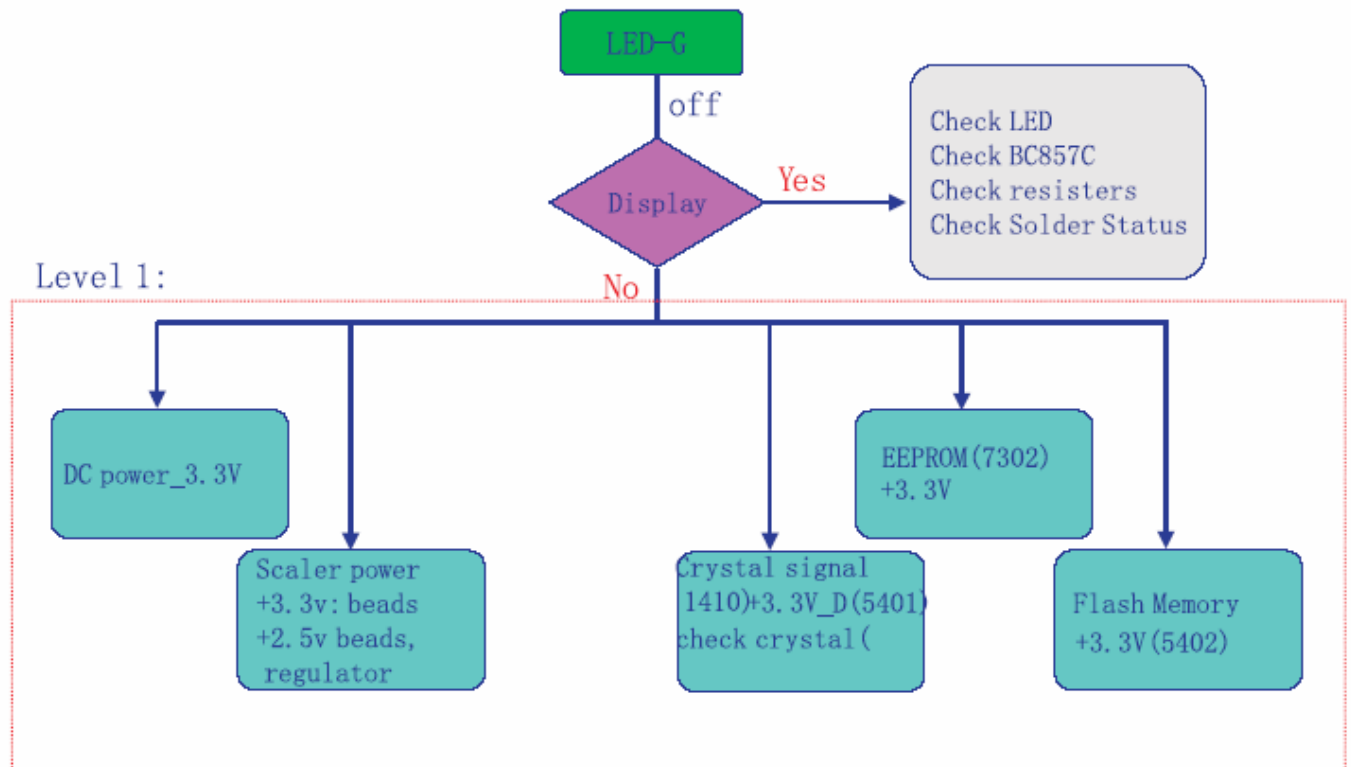 LED-G
off
Display
Yes
Check LED
Check BC857C
Check resisters
Check Solder Status
Level 1:
No
DC power_3.3V
Scaler power
+3.3v: beads
+2.5v beads,
regulator
Crystal signal
1410)+3.3V_D(5401)
check crystal(
EEPROM(7302)
+3.3V
Flash Memory
+3.3V(5402)